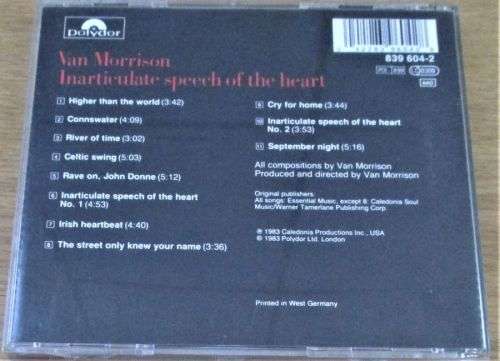 polydor
839 604-2
Van Morrison
Inarticulate speech of the heart
1 Higher than the world (3:42)
2 Connswater (4:09)
3 River of time (3:02)
4 Celtic swing (5:03)
5 Rave on, John Donne (5:12)
6 Inarticulate speech of the heart
No. 1 (4:53)
7 Irish heartbeat (4:40)
8 The street only knew your name (3:36)
9 Cry for home (3:44)
10 Inarticulate speech of the heart
No. 2 (3:53)
11 September night (5:16)
All compositions by Van Morrison
Produced and directed by Van Morrison
Original publishers
All songs: Essential Music, except 8: Caledonia Soul
Music/Warner Tamerlane Publishing Corp.
℗ 1983 Caledonia Productions Inc., USA
© 1983 Polydor Ltd. London
Printed in West Germany